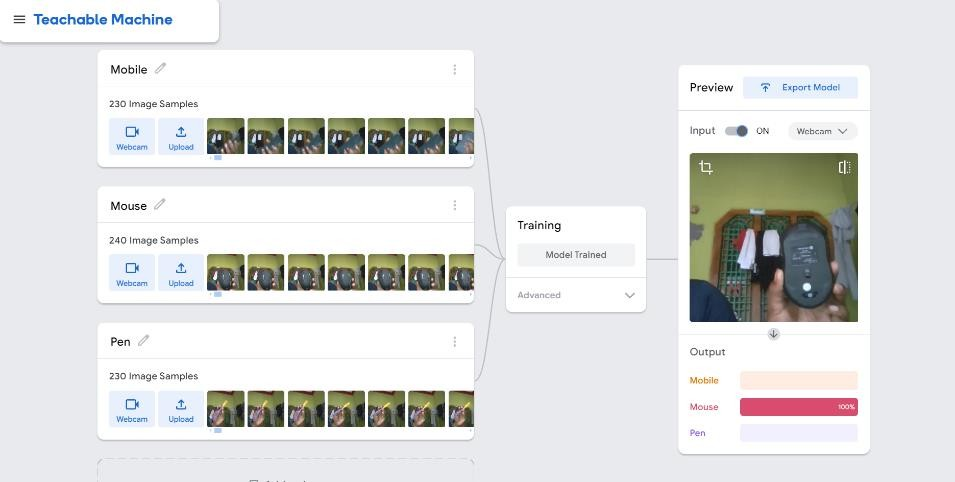 Teachable Machine
Mobile
230 Image Samples
Webcam
Upload
Mouse
240 Image Samples
Webcam
Upload
Pen
230 Image Samples
Webcam
Upload
Training
Model Trained
Advanced
Preview
Export Model
Input
ON
Webcam
Output
Mobile
Mouse
100%
Pen